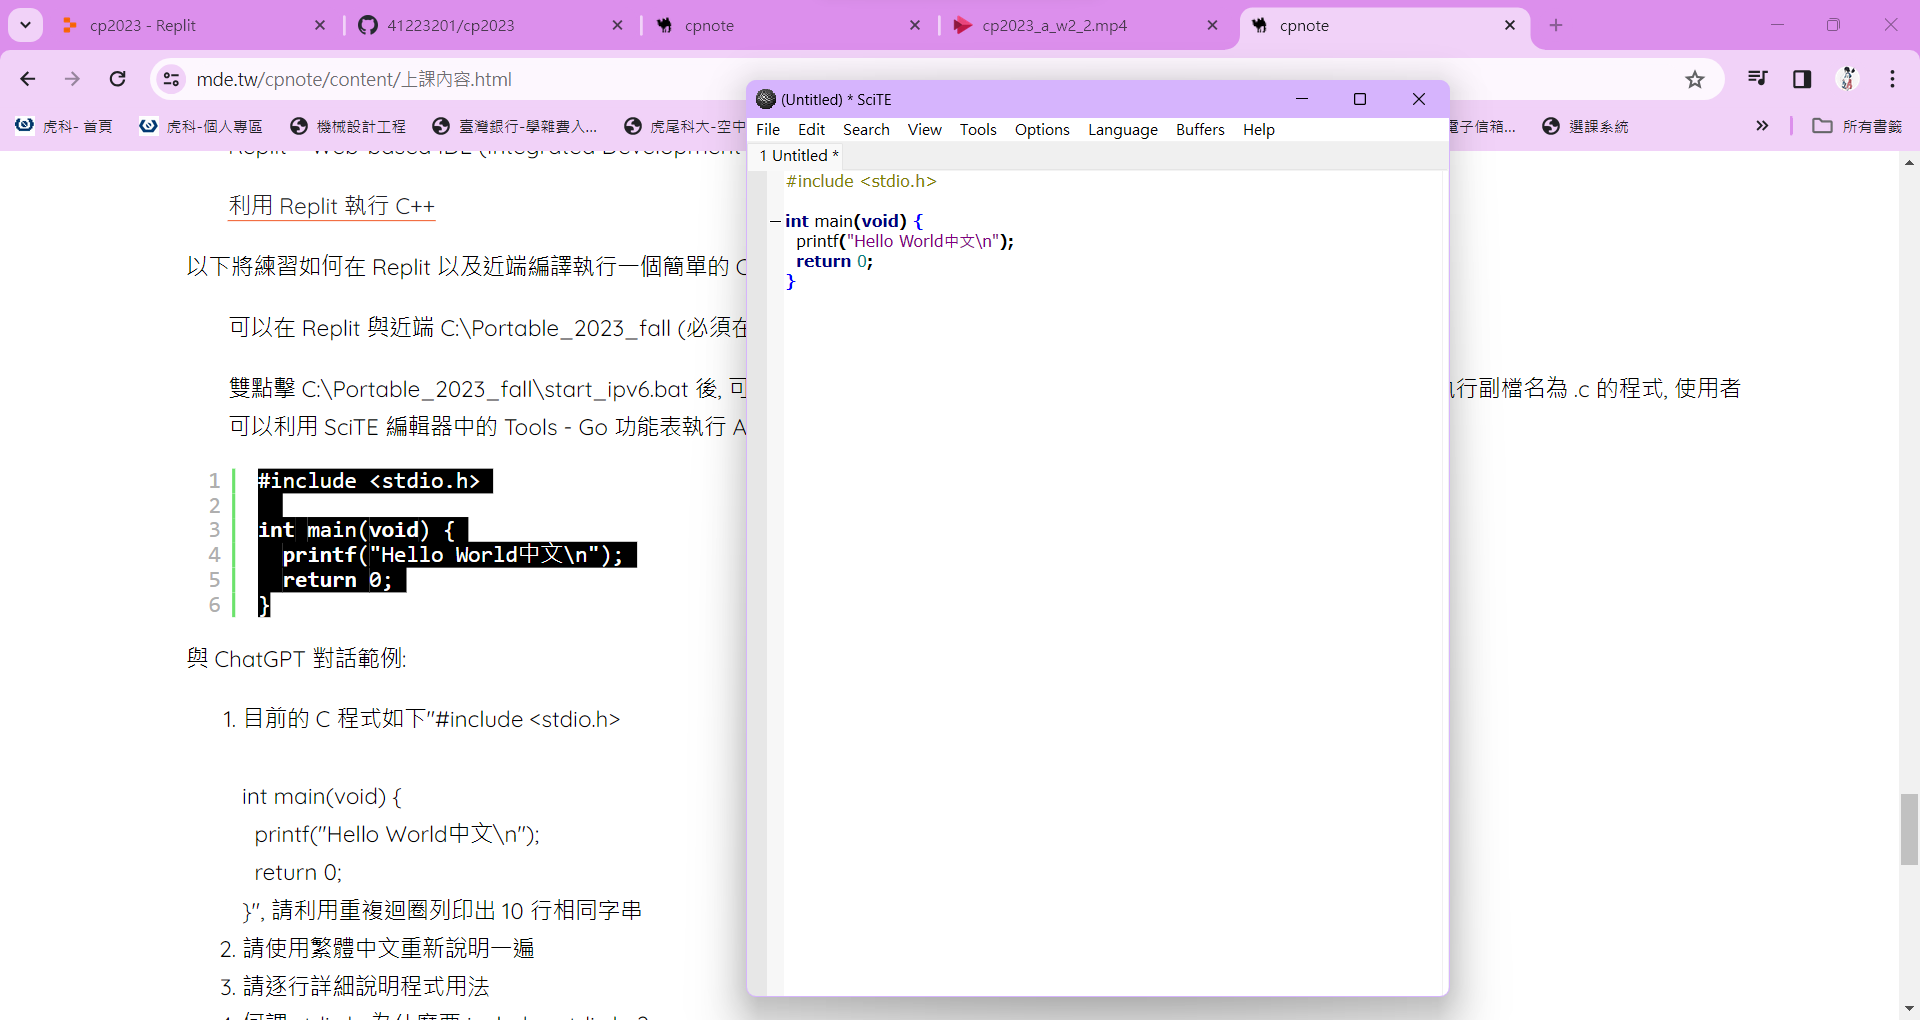 cp2023 - Replit
41223201/cp2023
cpnote
cp2023_a_w2_2.mp4
cpnote
mde.tw/cpnote/content/上課內容.html
虎科- 首頁
虎科-個人專區
機械設計工程
臺灣銀行-學雜費入...
虎尾科大-空中
電子信箱...
選課系統
所有書籤
(Untitled) * SciTE
File Edit Search View Tools Options Language Buffers Help
1 Untitled *
#include <stdio.h>
int main(void) {
printf("Hello World中文\n");
return 0;
}
利用 Replit 執行 C++
以下將練習如何在 Replit 以及近端編譯執行一個簡單的 C
可以在 Replit 與近端 C:\Portable_2023_fall (必須在
雙點擊 C:\Portable_2023_fall\start_ipv6.bat 後, 可
行副檔名為 .c 的程式, 使用者
可以利用 SciTE 編輯器中的 Tools - Go 功能表執行 A
1 #include <stdio.h>
2
3 int main(void) {
4 printf("Hello World中文\n");
5 return 0;
6 }
與 ChatGPT 對話範例:
1. 目前的 C 程式如下"#include <stdio.h>
int main(void) {
printf("Hello World中文\n");
return 0;
}", 請利用重複迴圈列印出 10 行相同字串
2. 請使用繁體中文重新說明一遍
3. 請逐行詳細說明程式用法